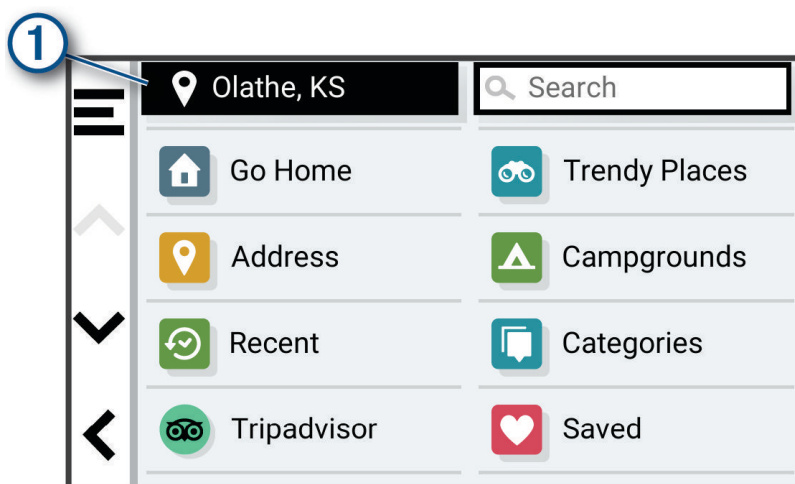 1
Olathe, KS
Search
Go Home
Trendy Places
Address
Campgrounds
Recent
Categories
Tripadvisor
Saved